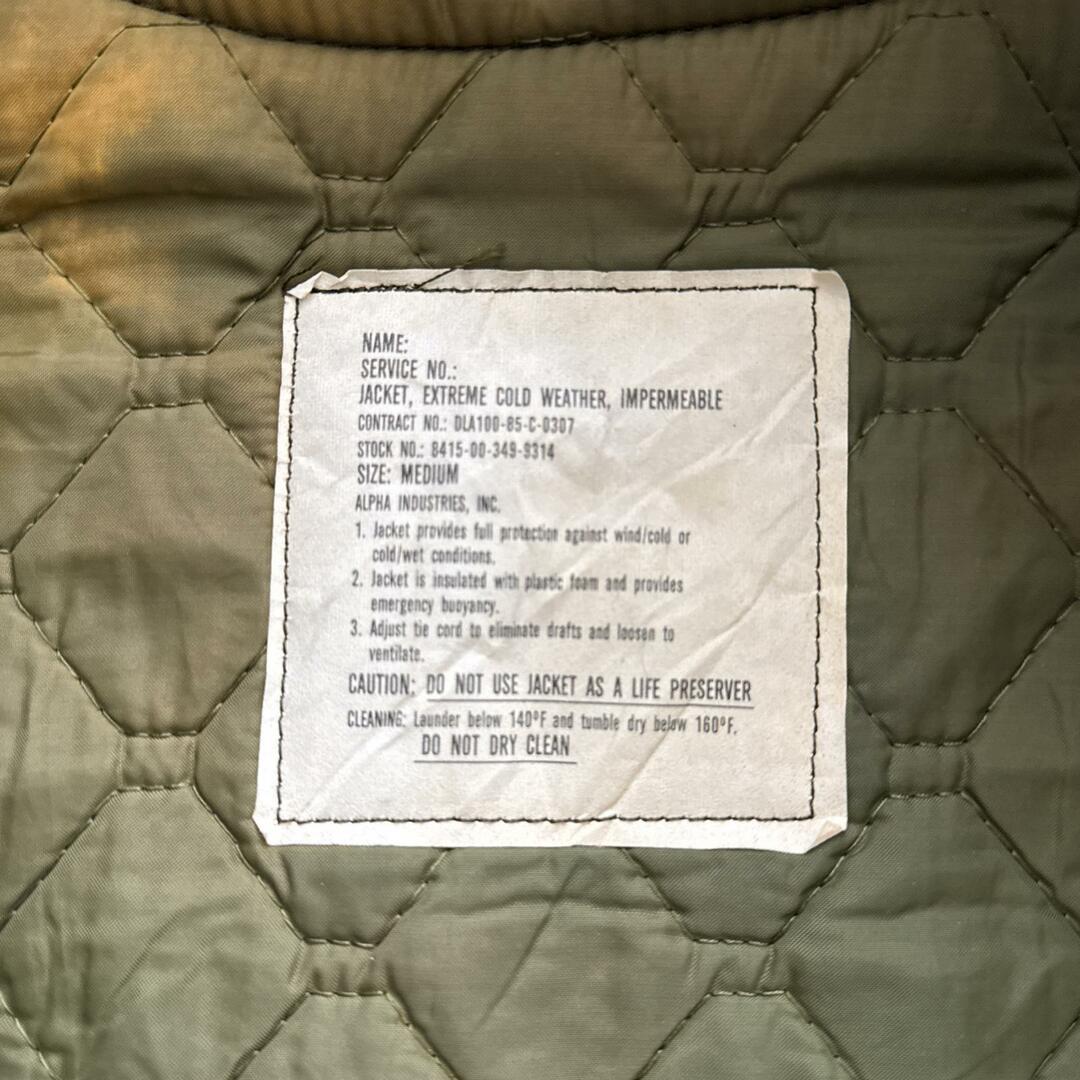 NAME:
SERVICE NO.:
JACKET, EXTREME COLD WEATHER, IMPERMEABLE
CONTRACT NO.: DLA100-85-C-0307
STOCK NO.: 8415-00-349-9314
SIZE: MEDIUM
ALPHA INDUSTRIES, INC.
1. Jacket provides full protection against wind/cold or
cold/wet conditions.
2. Jacket is insulated with plastic foam and provides
emergency buoyancy.
3. Adjust tie cord to eliminate drafts and loosen to
ventilate.
CAUTION: DO NOT USE JACKET AS A LIFE PRESERVER
CLEANING: Launder below 140°F and tumble dry below 160°F.
DO NOT DRY CLEAN